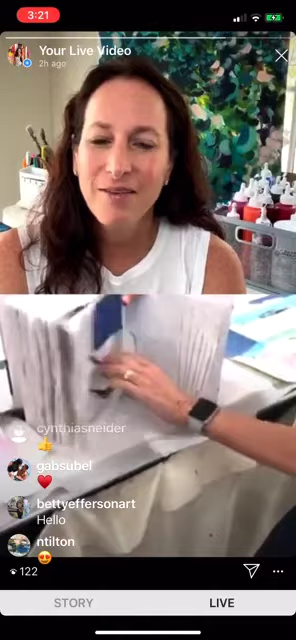 3:21
Your Live Video
2h ago
cynthiasneider
👍
gabsubel
❤️
bettyeffersonart
Hello
ntilton
😍
122
STORY LIVE